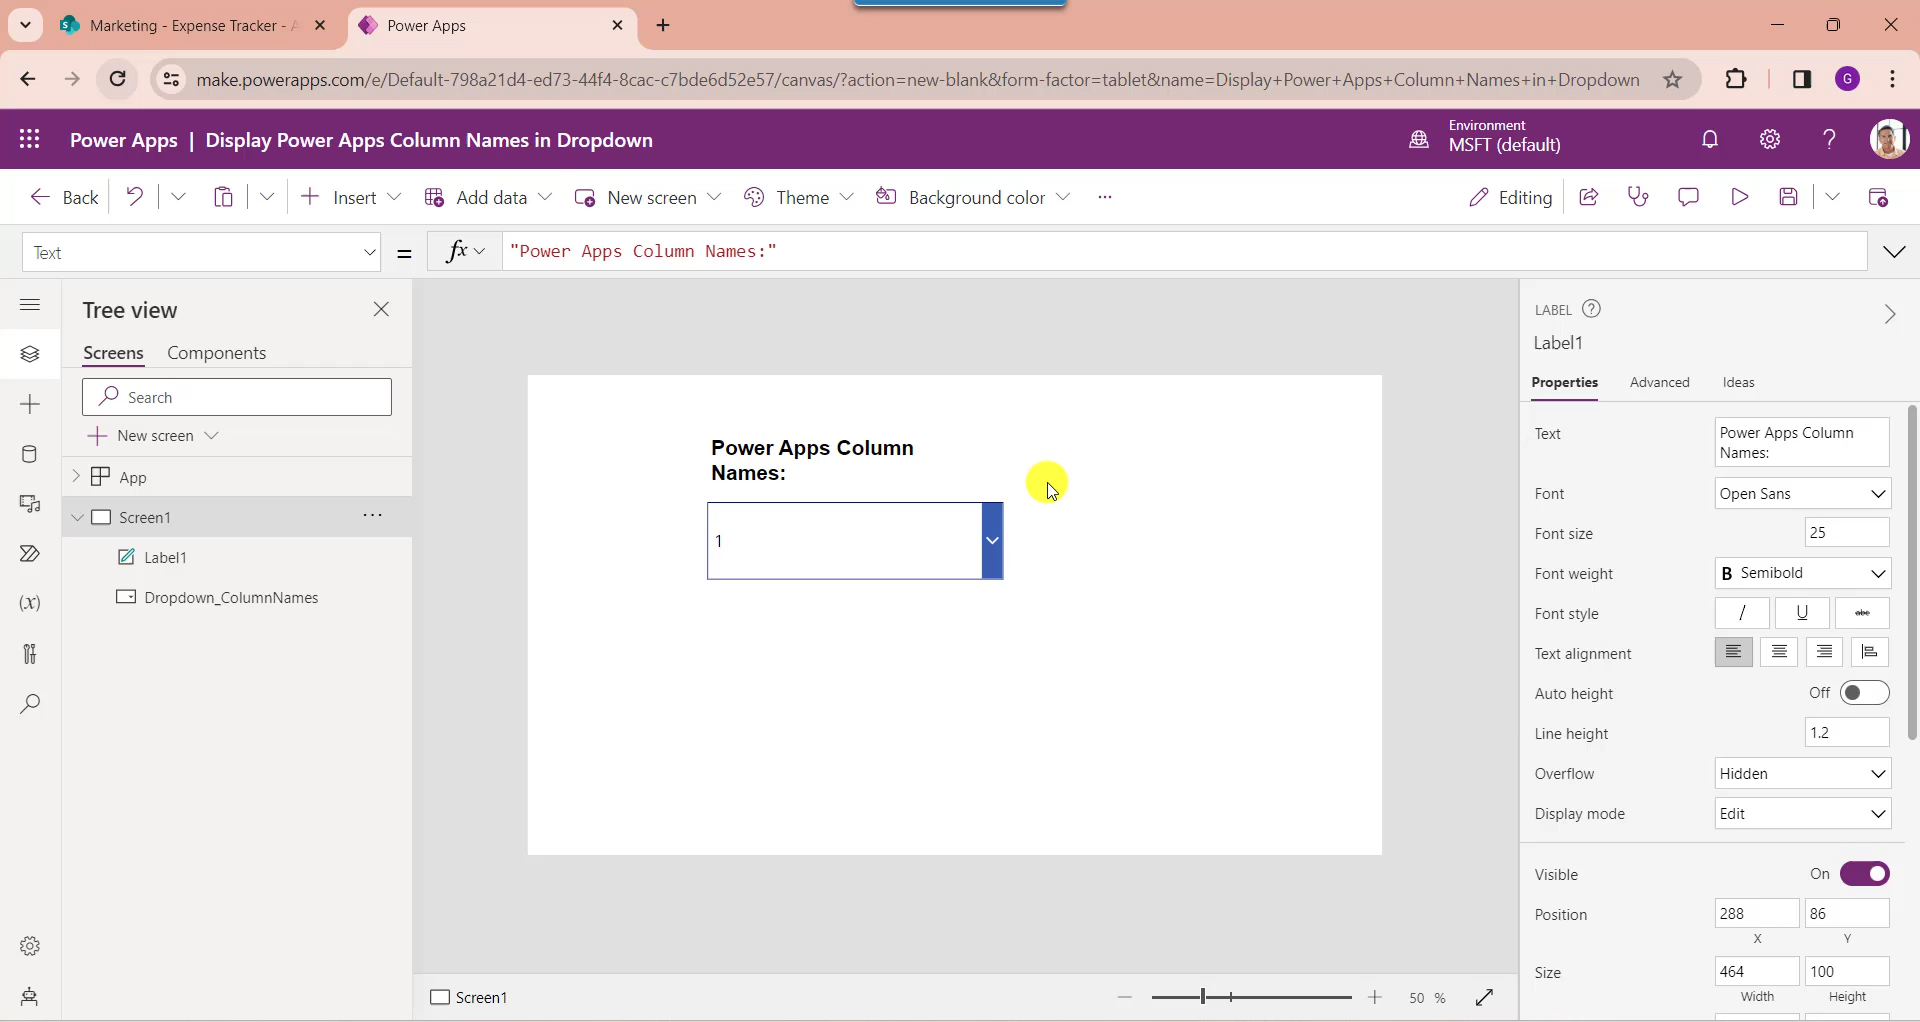 Marketing - Expense Tracker -
Power Apps
make.powerapps.com/e/Default-798a21d4-ed73-44f4-8cac-c7bde6d52e57/canvas/?action=new-blank&form-factor=tablet&name=Display+Power+Apps+Column+Names+in+Dropdown
G
Power Apps | Display Power Apps Column Names in Dropdown
Environment
MSFT (default)
Back
Insert
Add data
New screen
Theme
Background color
Editing
Text
=
fx
"Power Apps Column Names:"
Tree view
Screens
Components
Search
New screen
App
Screen1
Label1
Dropdown_ColumnNames
Power Apps Column
Names:
1
Screen1
50 %
LABEL
Label1
Properties
Advanced
Ideas
Text
Power Apps Column
Names:
Font
Open Sans
Font size
25
Font weight
B Semibold
Font style
/
U
abc
Text alignment
Auto height
Off
Line height
1.2
Overflow
Hidden
Display mode
Edit
Visible
On
Position
288
86
X
Y
Size
464
100
Width
Height